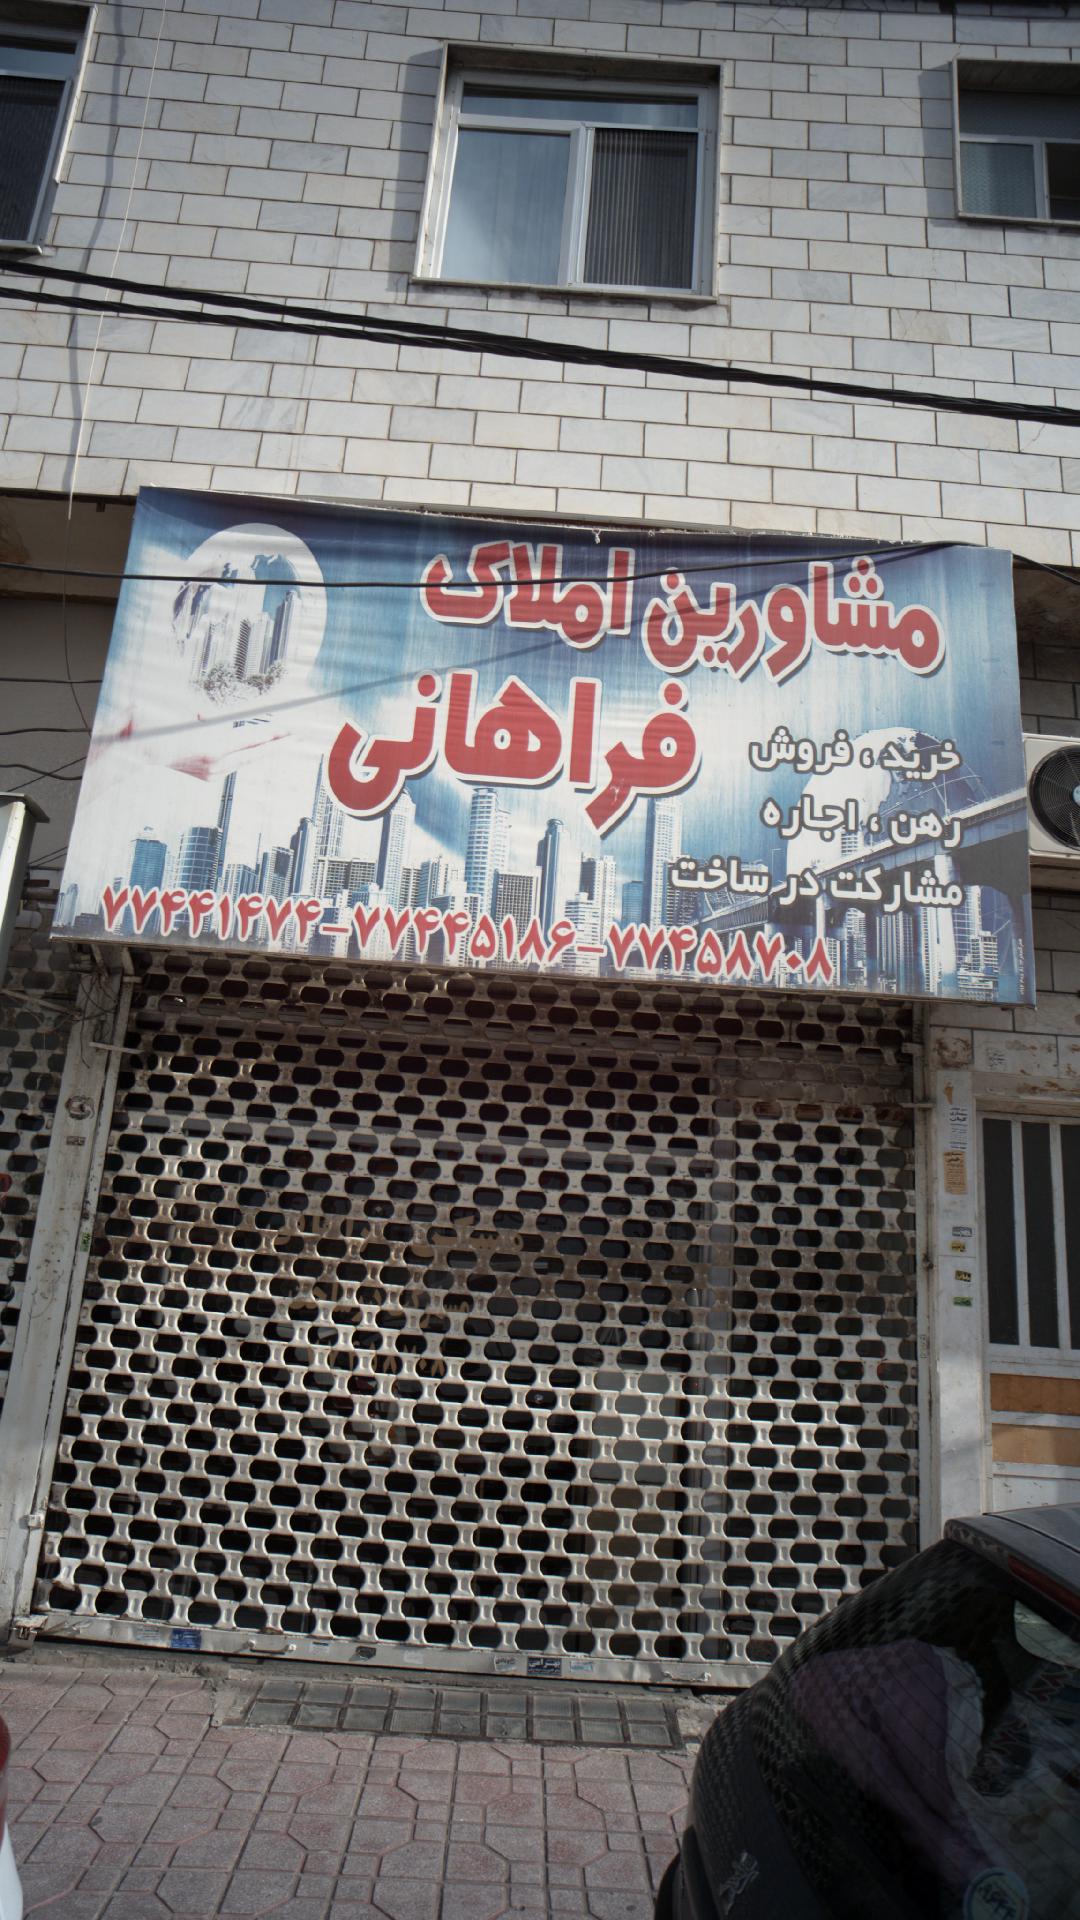 مشاورین املاک
فراهانی
خرید ، فروش
رهن ، اجاره
مشارکت در ساخت
۷۷۴۴۱۴۷۴-۷۷۴۴۵۱۸۶-۷۷۴۵۸۷۰۸